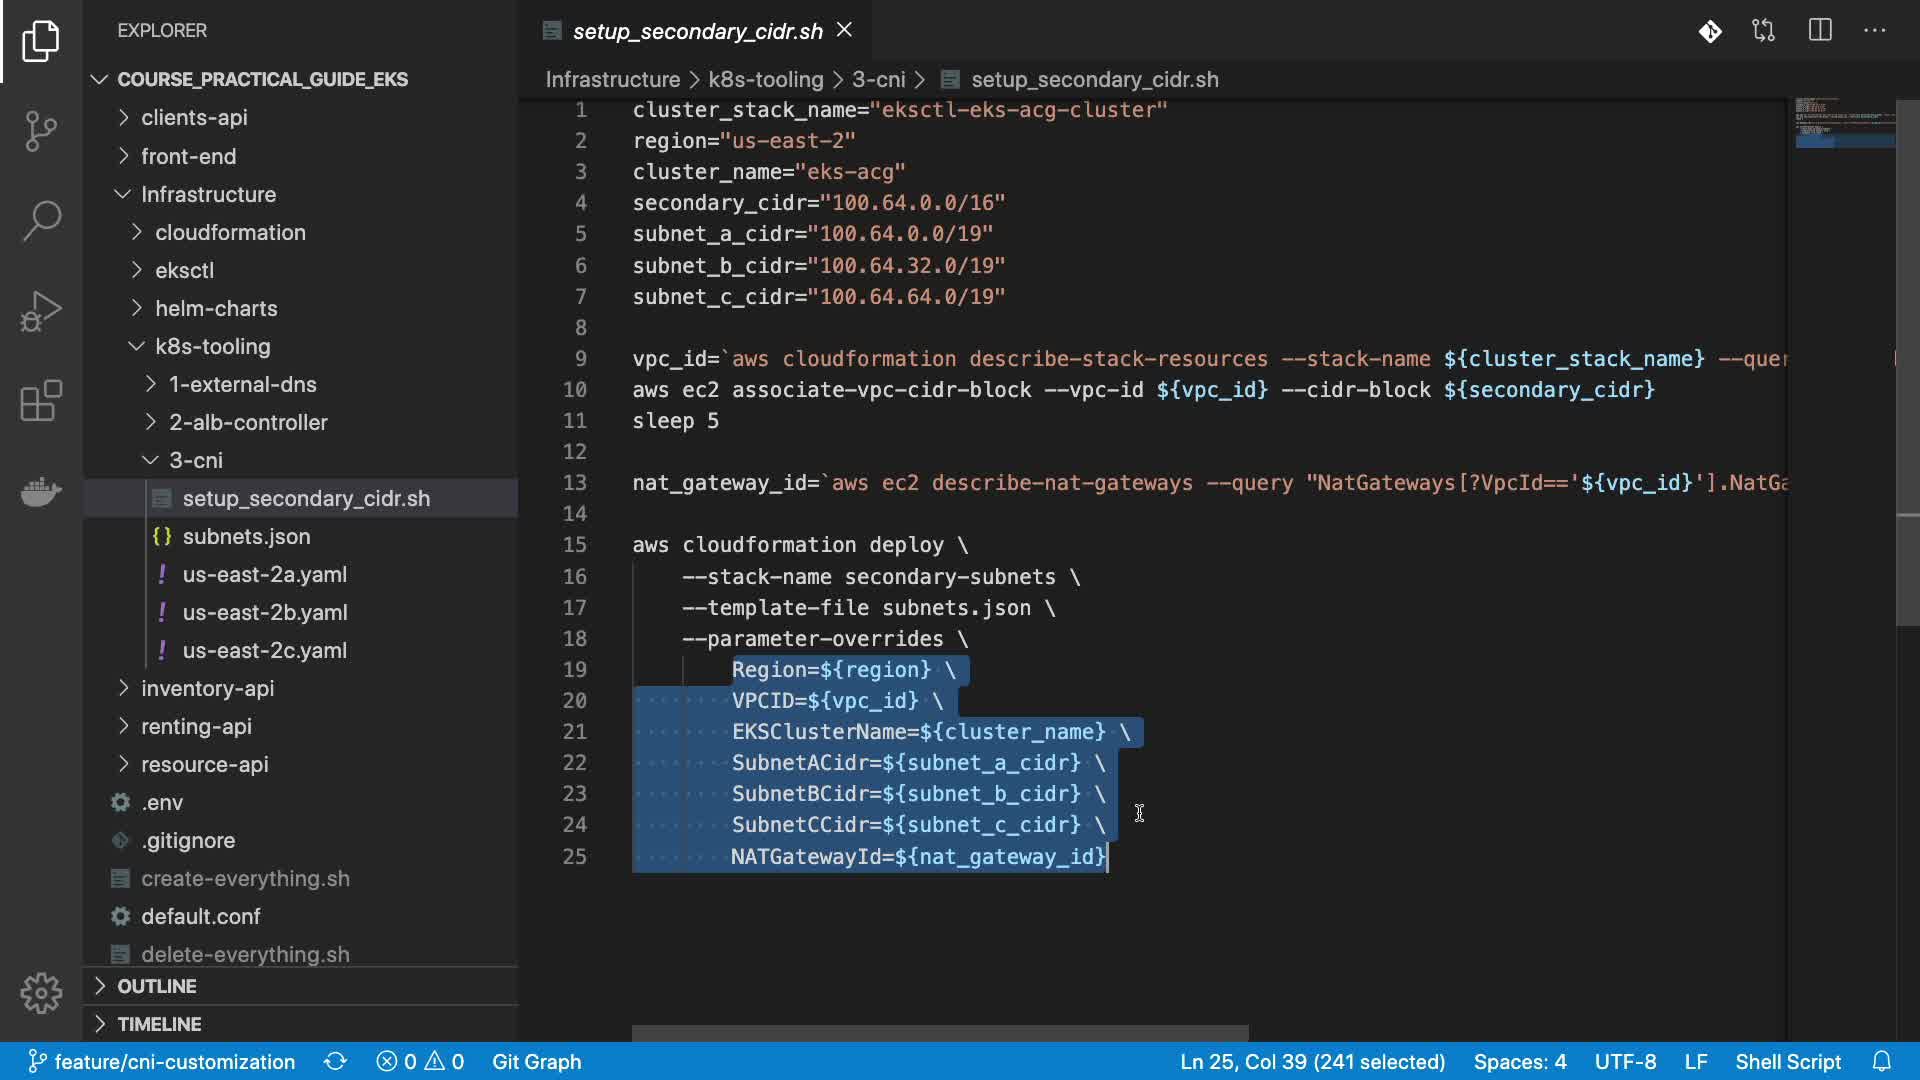 EXPLORER
COURSE_PRACTICAL_GUIDE_EKS
clients-api
front-end
Infrastructure
cloudformation
eksctl
helm-charts
k8s-tooling
1-external-dns
2-alb-controller
3-cni
setup_secondary_cidr.sh
{} subnets.json
! us-east-2a.yaml
! us-east-2b.yaml
! us-east-2c.yaml
inventory-api
renting-api
resource-api
.env
.gitignore
create-everything.sh
default.conf
delete-everything.sh
OUTLINE
TIMELINE
setup_secondary_cidr.sh
Infrastructure > k8s-tooling > 3-cni > setup_secondary_cidr.sh
1 cluster_stack_name="eksctl-eks-acg-cluster"
2 region="us-east-2"
3 cluster_name="eks-acg"
4 secondary_cidr="100.64.0.0/16"
5 subnet_a_cidr="100.64.0.0/19"
6 subnet_b_cidr="100.64.32.0/19"
7 subnet_c_cidr="100.64.64.0/19"
8
9 vpc_id=`aws cloudformation describe-stack-resources --stack-name ${cluster_stack_name} --quer
10 aws ec2 associate-vpc-cidr-block --vpc-id ${vpc_id} --cidr-block ${secondary_cidr}
11 sleep 5
12
13 nat_gateway_id=`aws ec2 describe-nat-gateways --query "NatGateways[?VpcId=='${vpc_id}'].NatGa
14
15 aws cloudformation deploy \
16 --stack-name secondary-subnets \
17 --template-file subnets.json \
18 --parameter-overrides \
19 Region=${region} \
20 VPCID=${vpc_id} \
21 EKSClusterName=${cluster_name} \
22 SubnetACidr=${subnet_a_cidr} \
23 SubnetBCidr=${subnet_b_cidr} \
24 SubnetCCidr=${subnet_c_cidr} \
25 NATGatewayId=${nat_gateway_id}
feature/cni-customization 0 0 Git Graph Ln 25, Col 39 (241 selected) Spaces: 4 UTF-8 LF Shell Script